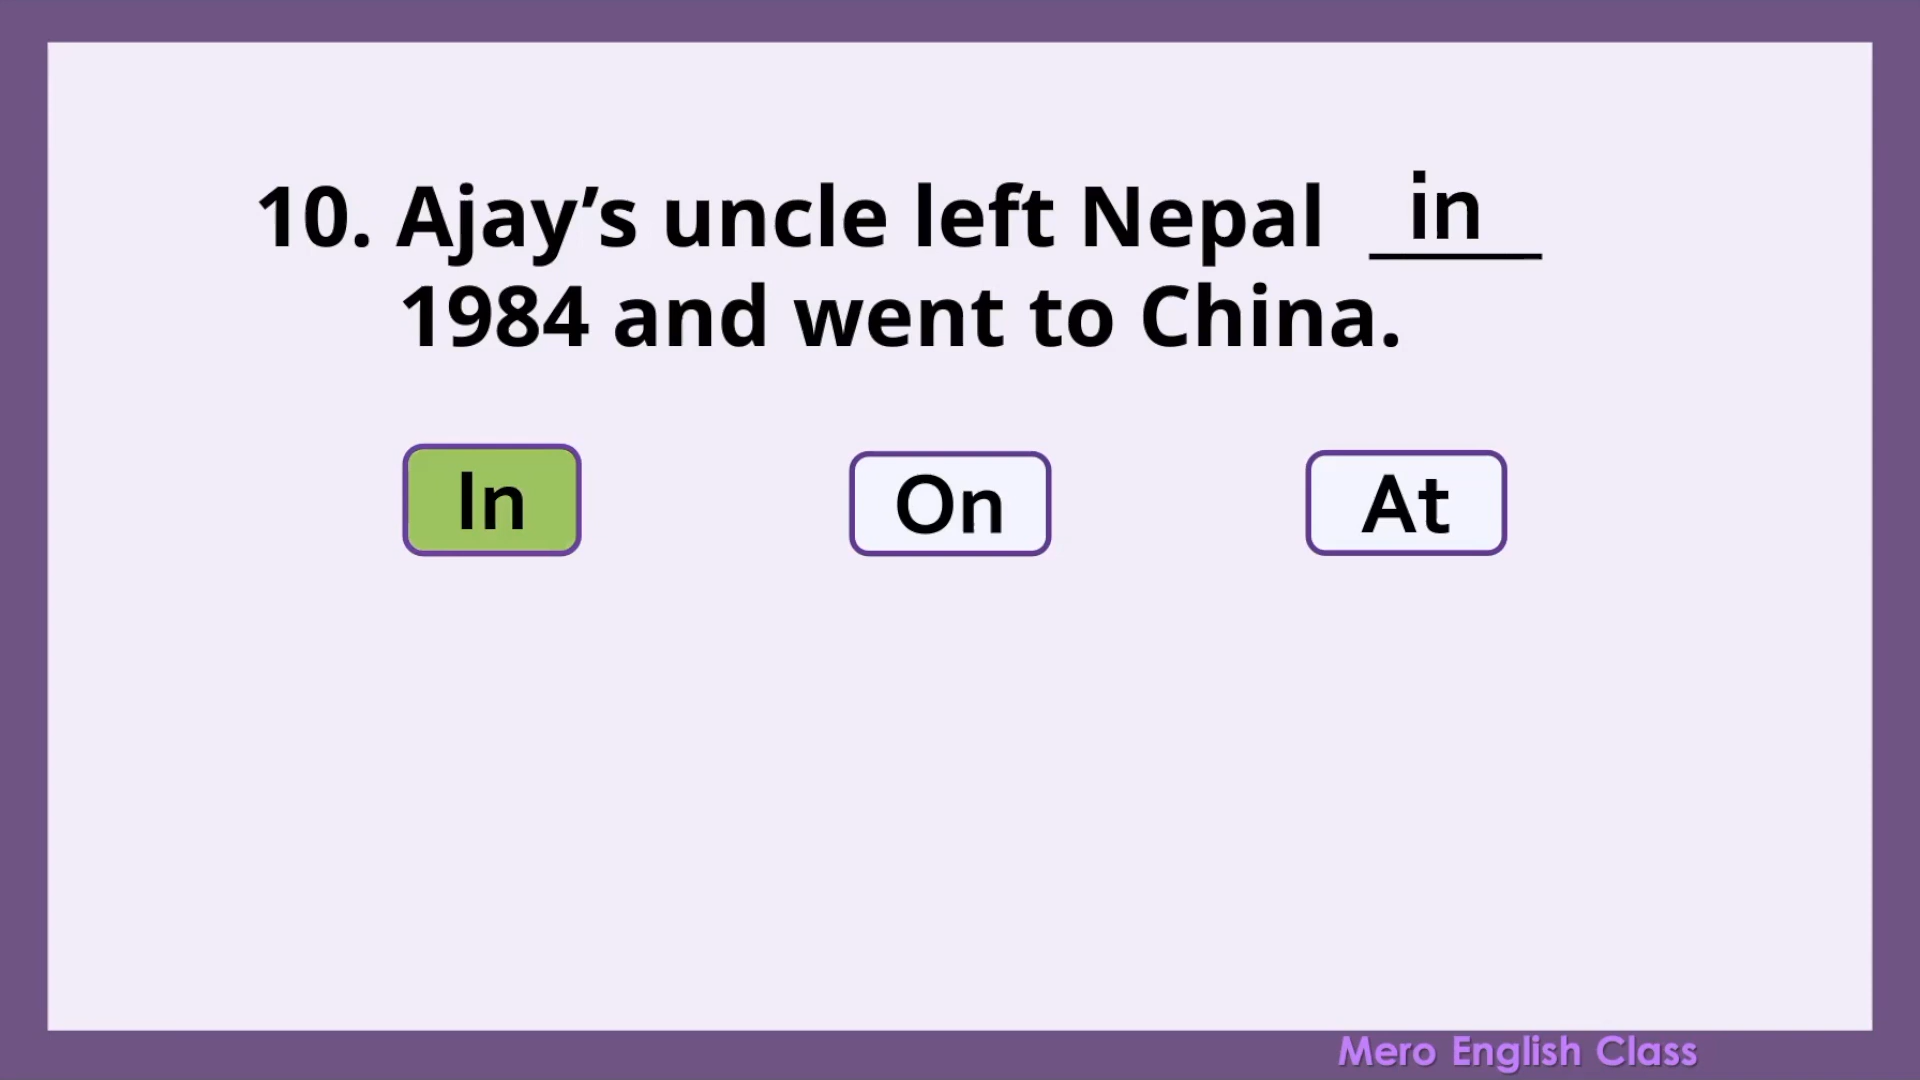 10. Ajay’s uncle left Nepal in
1984 and went to China.
In On At
Mero English Class